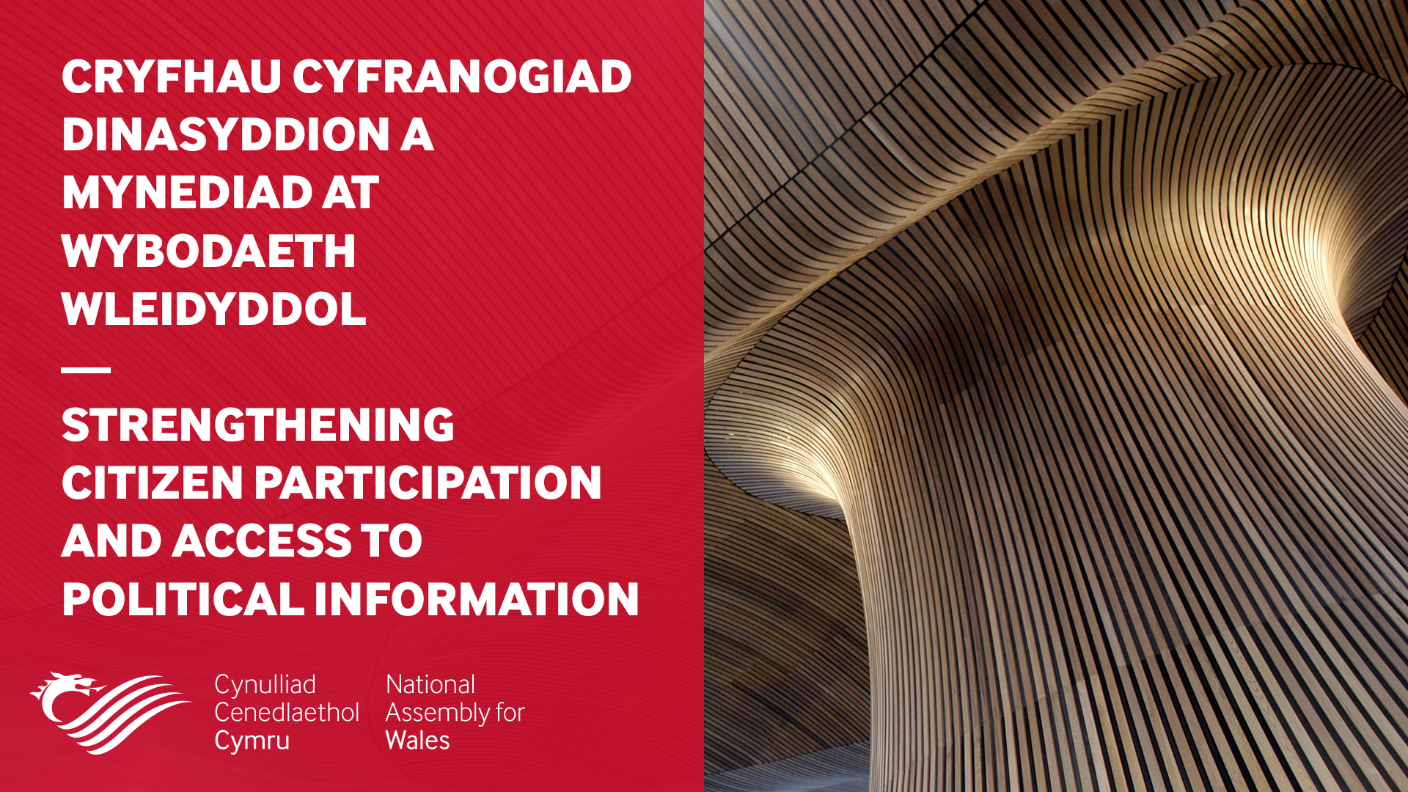 CRYFHAU CYFRANOGIAD
DINASYDDION A
MYNEDIAD AT
WYBODAETH
WLEIDYDDOL
STRENGTHENING
CITIZEN PARTICIPATION
AND ACCESS TO
POLITICAL INFORMATION
Cynulliad
Cenedlaethol
Cymru
National
Assembly for
Wales